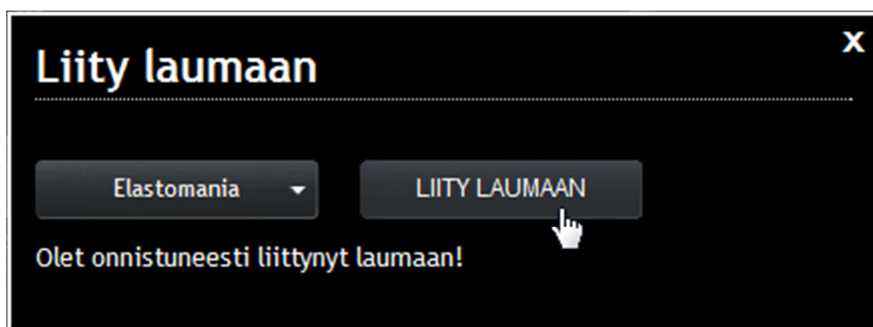 Liity laumaan
x
Elastomania
LIITY LAUMAAN
Olet onnistuneesti liittynyt laumaan!